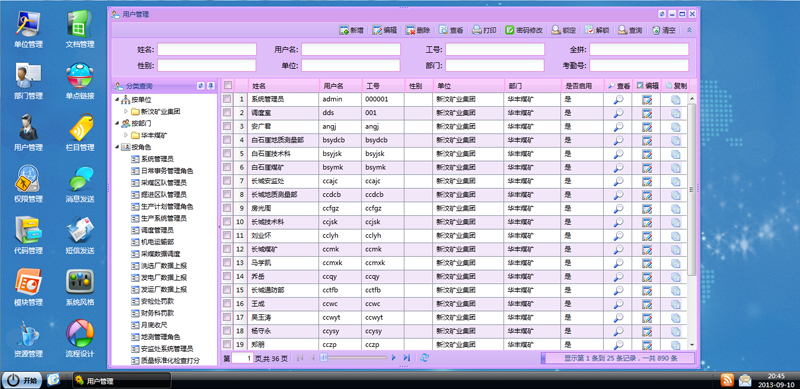 单位管理
文档管理
部门管理
单点链接
用户管理
栏目管理
权限管理
消息发送
代码管理
短信发送
模块管理
系统风格
资源管理
流程设计
用户管理
新增 编辑 删除 查看 打印 密码修改 锁定 解锁 查询 清空
姓名: 用户名: 工号: 全拼:
性别: 单位: 部门: 考勤号:
分类查询
按单位
新汶矿业集团
按部门
华丰煤矿
按角色
系统管理员
日常事务管理角色
采煤区队管理员
掘进区队管理员
生产计划管理角色
生产系统管理员
调度管理员
机电运输部
采煤数据调度
洗选厂数据上报
发电厂数据上报
发运厂数据上报
安检处罚款
财务科罚款
月底收尺
地测管理角色
安监处系统管理员
质量标准化检查打分
姓名 用户名 工号 性别 单位 部门 是否启用 查看 编辑 复制
1 系统管理员 admin 000001 新汶矿业集团 华丰煤矿 是
2 调度室 dds 001 新汶矿业集团 华丰煤矿 是
3 安广君 angj angj 新汶矿业集团 华丰煤矿 是
4 白石崖地质测量部 bsydcb bsydcb 新汶矿业集团 华丰煤矿 是
5 白石崖技术科 bsyjsk bsyjsk 新汶矿业集团 华丰煤矿 是
6 白石崖煤矿 bsymk bsymk 新汶矿业集团 华丰煤矿 是
7 长城安监处 ccajc ccajc 新汶矿业集团 华丰煤矿 是
8 长城地质测量部 ccdcb ccdcb 新汶矿业集团 华丰煤矿 是
9 房光周 ccfgz ccfgz 新汶矿业集团 华丰煤矿 是
10 长城技术科 ccjsk ccjsk 新汶矿业集团 华丰煤矿 是
11 刘业怀 cclyh cclyh 新汶矿业集团 华丰煤矿 是
12 长城煤矿 ccmk ccmk 新汶矿业集团 华丰煤矿 是
13 马学凯 ccmxk ccmxk 新汶矿业集团 华丰煤矿 是
14 齐岳 ccqy ccqy 新汶矿业集团 华丰煤矿 是
15 长城通防部 cctfb cctfb 新汶矿业集团 华丰煤矿 是
16 王成 ccwc ccwc 新汶矿业集团 华丰煤矿 是
17 吴玉涛 ccwyt ccwyt 新汶矿业集团 华丰煤矿 是
18 杨守永 ccysy ccysy 新汶矿业集团 华丰煤矿 是
19 郑朋 cczp cczp 新汶矿业集团 华丰煤矿 是
第 1 页,共 36 页
显示第 1 条到 25 条记录，一共 890 条
开始
用户管理
20:45
2013-09-10